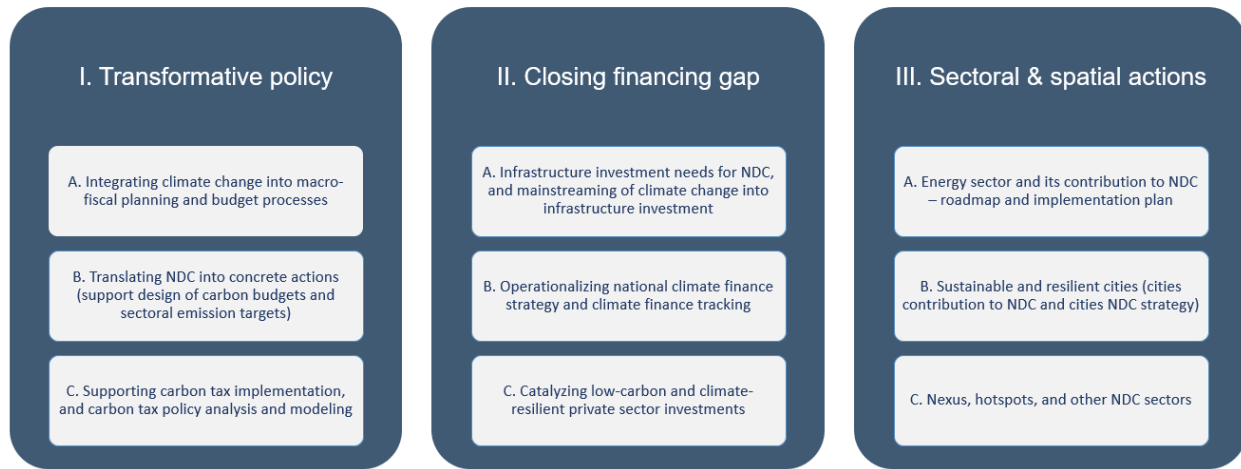 I. Transformative policy
A. Integrating climate change into macro-
fiscal planning and budget processes
B. Translating NDC into concrete actions
(support design of carbon budgets and
sectoral emission targets)
C. Supporting carbon tax implementation,
and carbon tax policy analysis and modeling
II. Closing financing gap
A. Infrastructure investment needs for NDC,
and mainstreaming of climate change into
infrastructure investment
B. Operationalizing national climate finance
strategy and climate finance tracking
C. Catalyzing low-carbon and climate-
resilient private sector investments
III. Sectoral & spatial actions
A. Energy sector and its contribution to NDC
– roadmap and implementation plan
B. Sustainable and resilient cities (cities
contribution to NDC and cities NDC strategy)
C. Nexus, hotspots, and other NDC sectors